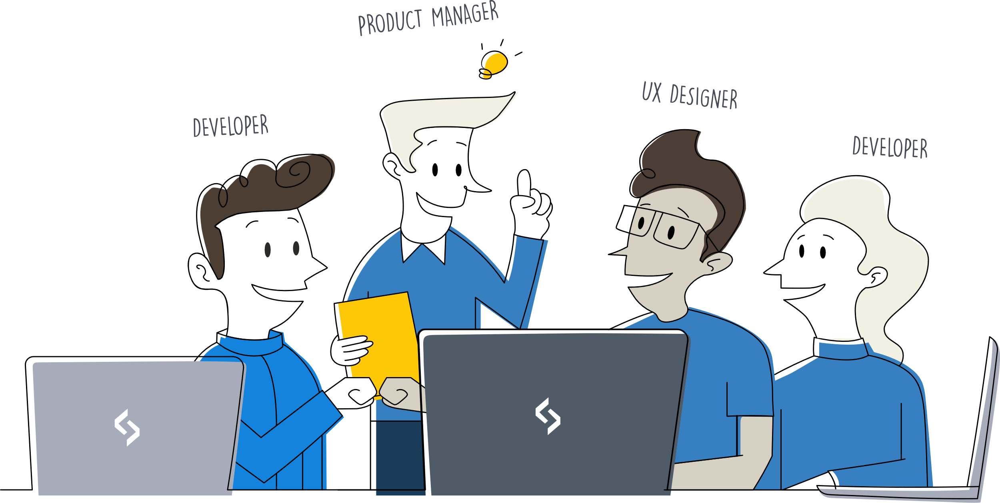 PRODUCT MANAGER
UX DESIGNER
DEVELOPER
DEVELOPER